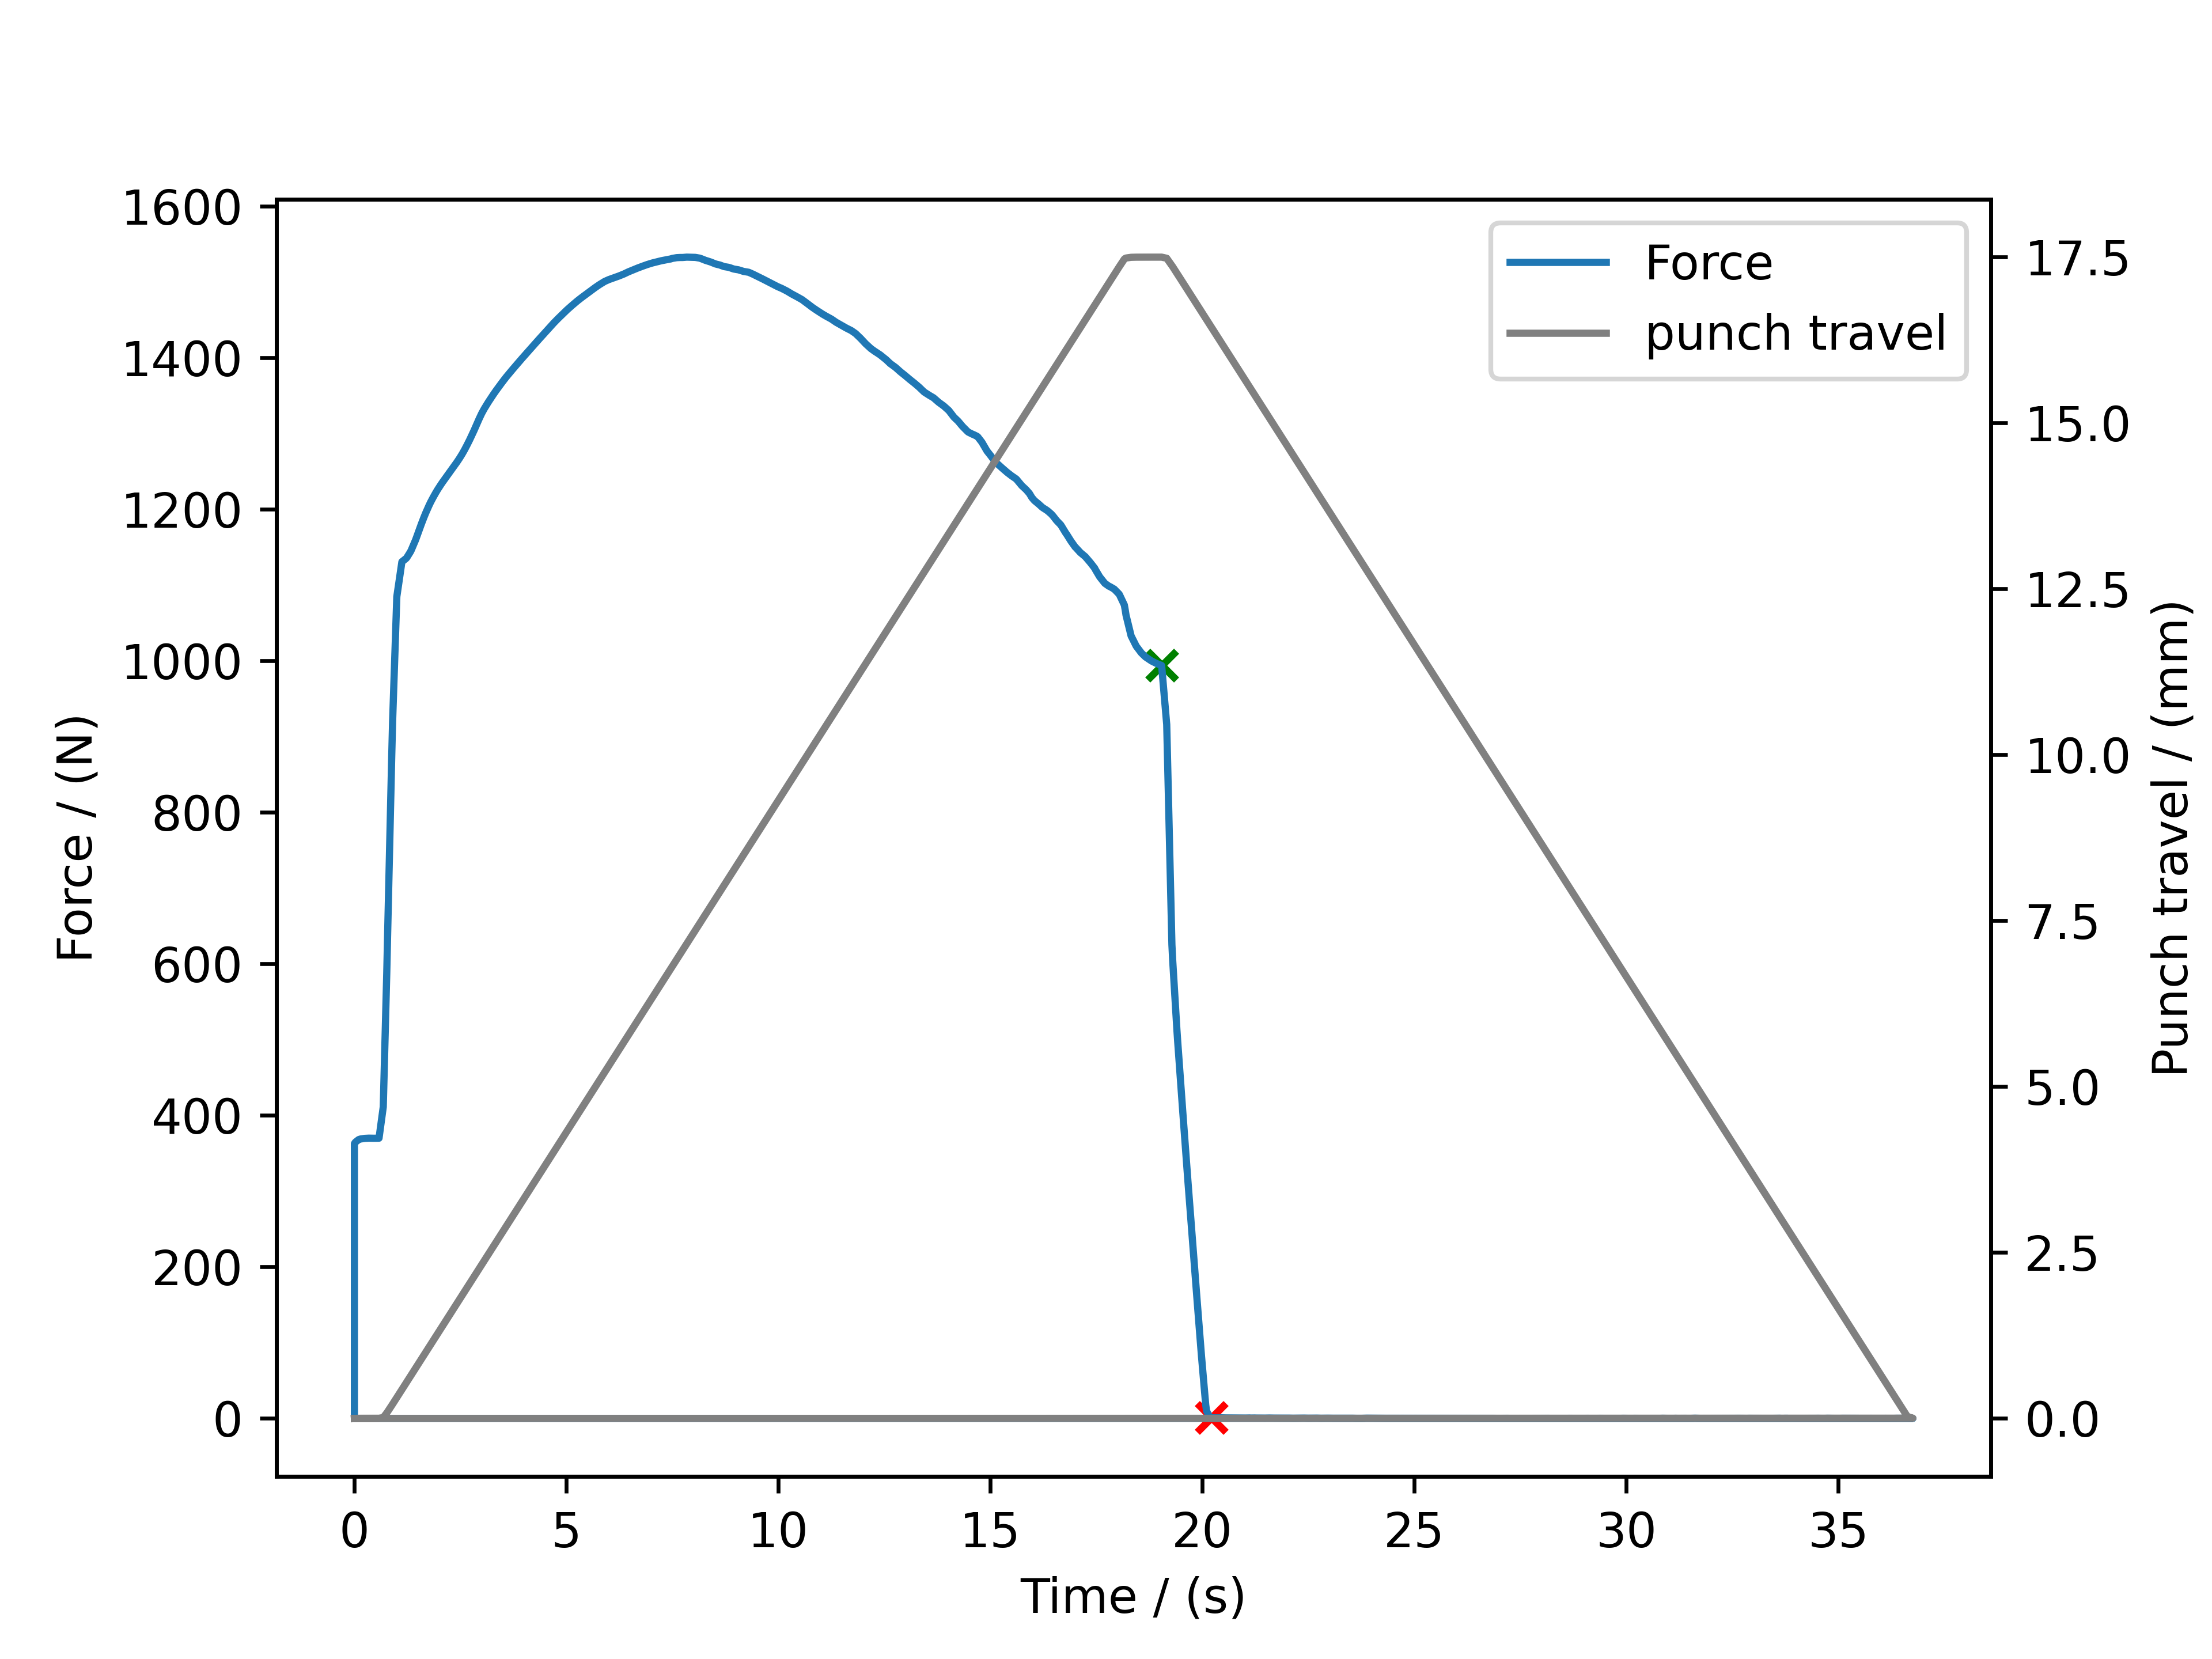 1600
1400
1200
1000
800
600
400
200
0
Force / (N)
17.5
15.0
12.5
10.0
7.5
5.0
2.5
0.0
Punch travel / (mm)
Force
punch travel
0 5 10 15 20 25 30 35
Time / (s)